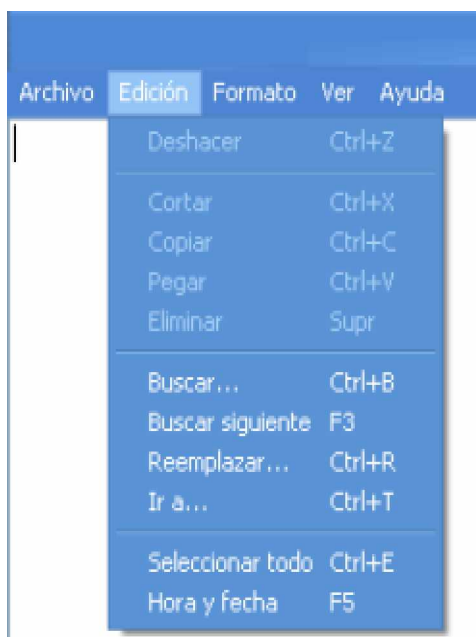 Archivo Edición Formato Ver Ayuda
Deshacer Ctrl+Z
Cortar Ctrl+X
Copiar Ctrl+C
Pegar Ctrl+V
Eliminar Supr
Buscar... Ctrl+B
Buscar siguiente F3
Reemplazar... Ctrl+R
Ir a... Ctrl+T
Seleccionar todo Ctrl+E
Hora y fecha F5